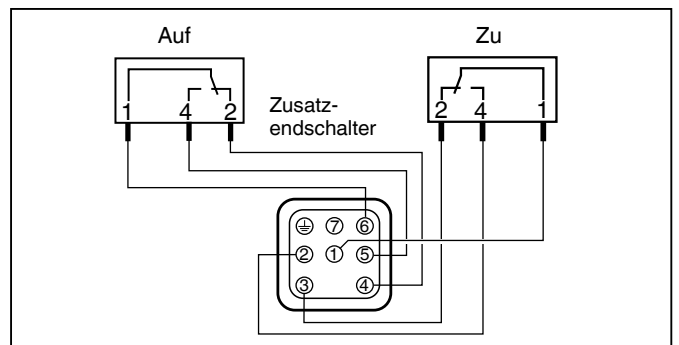 Auf Zu
1 4 2 2 4 1
Zusatz-
endschalter
7 6
2 1 5
3 4